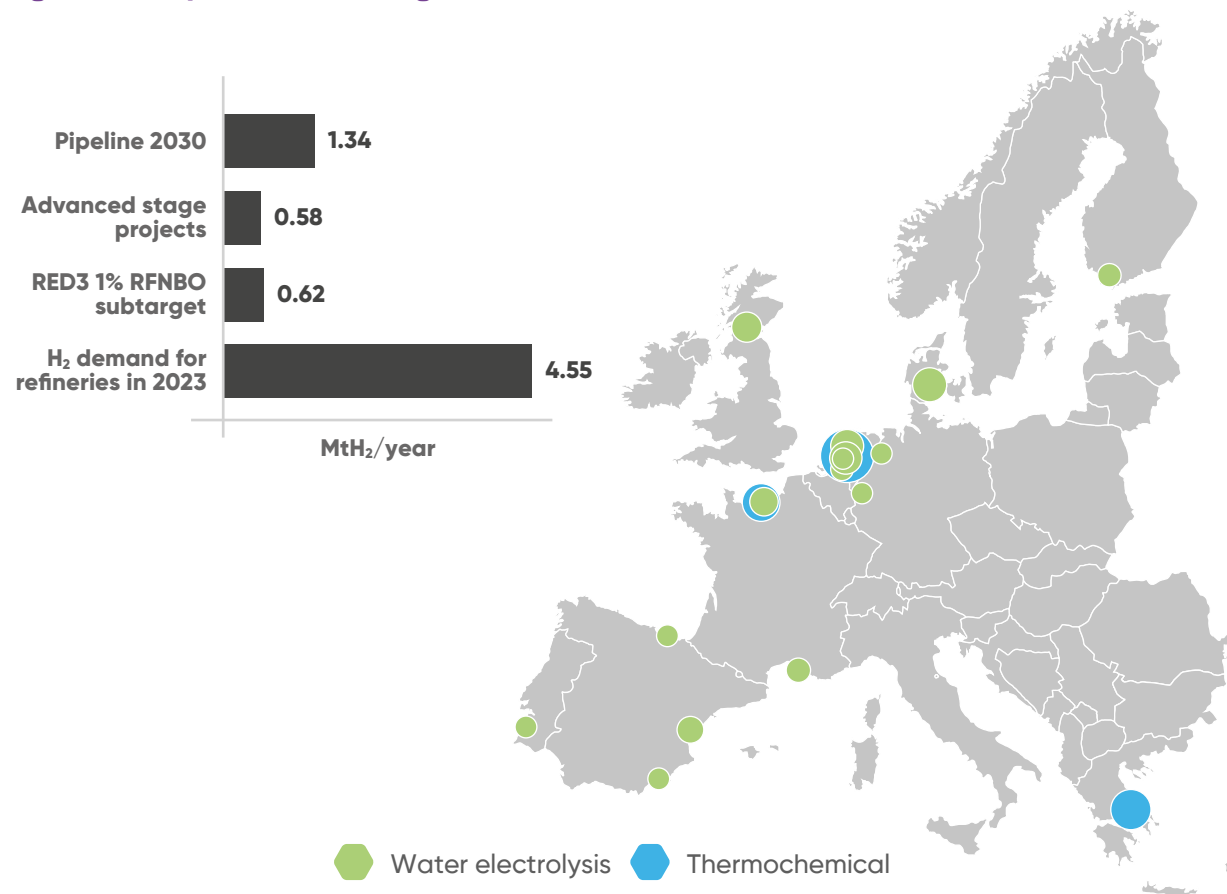 Pipeline 2030
1.34
Advanced stage
projects
0.58
RED3 1% RFNBO
subtarget
0.62
H₂ demand for
refineries in 2023
4.55
MtH₂/year
Water electrolysis
Thermochemical